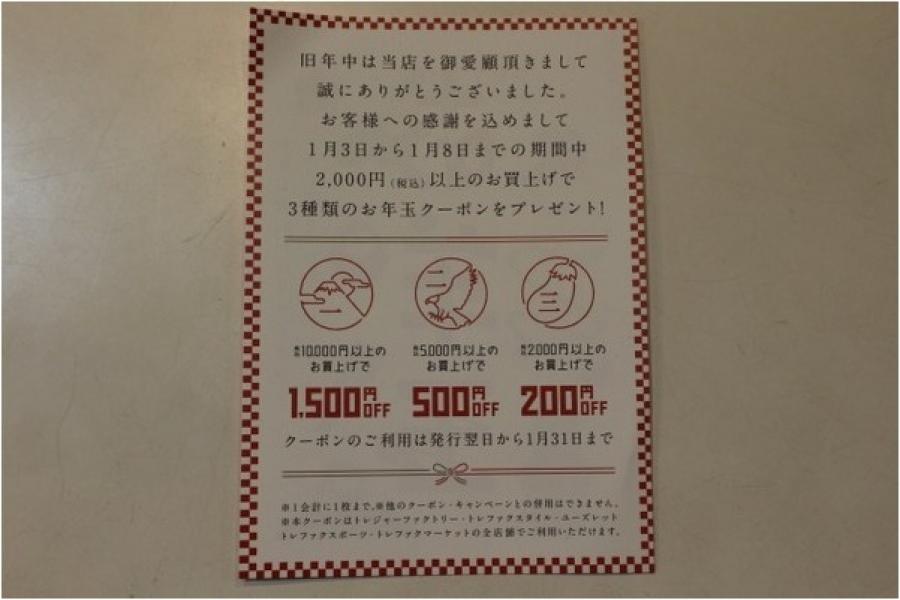 旧年中は当店を御愛顧頂きまして
誠にありがとうございました。
お客様への感謝を込めまして
1月3日から1月8日までの期間中
2,000円(税込)以上のお買上げで
3種類のお年玉クーポンをプレゼント!
一
二
三
10,000円以上の
お買上げで
1,500円OFF
5,000円以上の
お買上げで
500円OFF
2,000円以上の
お買上げで
200円OFF
クーポンのご利用は発行翌日から1月31日まで
※1会計に1枚まで。※他のクーポン・キャンペーンとの併用はできません。
※本クーポンはトレジャーファクトリー・トレファクスタイル・ユーズレット
トレファクスポーツ・トレファクマーケットの全店舗でご利用いただけます。